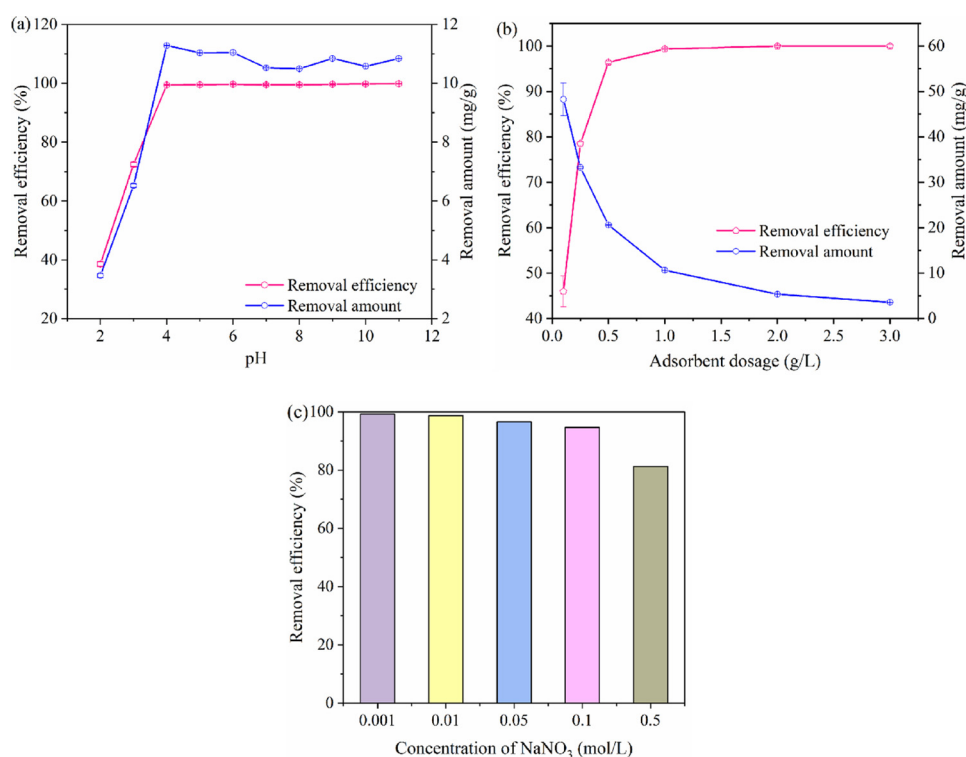 (a)
120
100
80
60
40
20
Removal efficiency (%)
12
10
8
6
4
2
Removal amount (mg/g)
Removal efficiency
Removal amount
0 2 4 6 8 10 12
pH
(b)
100
90
80
70
60
50
40
Removal efficiency (%)
60
50
40
30
20
10
0
Removal amount (mg/g)
Removal efficiency
Removal amount
0.0 0.5 1.0 1.5 2.0 2.5 3.0
Adsorbent dosage (g/L)
(c)
100
80
60
40
20
0
Removal efficiency (%)
0.001 0.01 0.05 0.1 0.5
Concentration of NaNO₃ (mol/L)